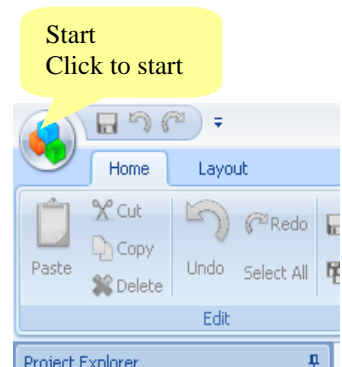 Start
Click to start
Home Layout
Cut
Copy
Delete
Paste
Undo
Redo
Select All
Edit
Project Explorer